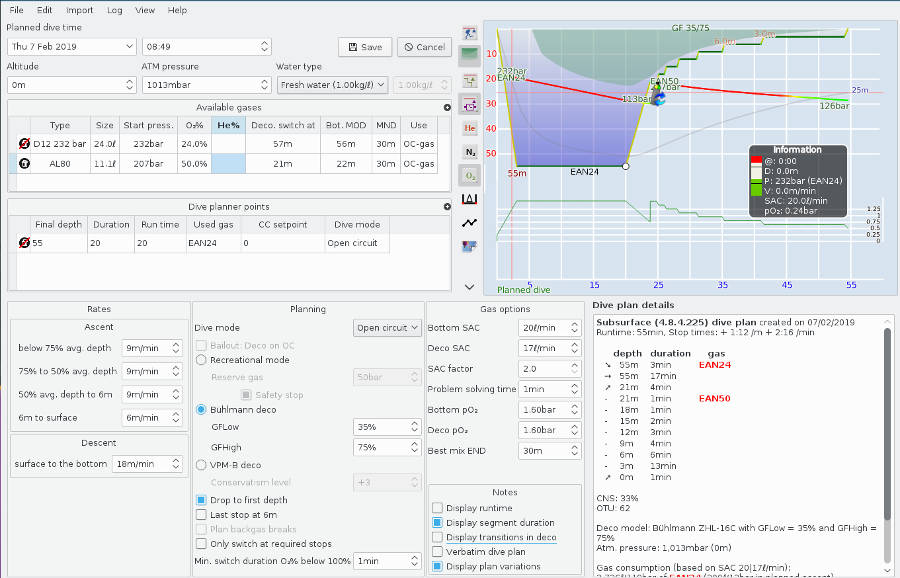 File Edit Import Log View Help
Planned dive time
Thu 7 Feb 2019 08:49 Save Cancel
Altitude ATM pressure Water type
0m 1013mbar Fresh water (1.00kg/ℓ) 1.00kg/ℓ
Available gases
Type Size Start press. O₂% He% Deco. switch at Bot. MOD MND Use
D12 232 bar 24.0ℓ 232bar 24.0% 57m 56m 30m OC-gas
AL80 11.1ℓ 207bar 50.0% 21m 22m 30m OC-gas
Dive planner points
Final depth Duration Run time Used gas CC setpoint Dive mode
55 20 20 EAN24 0 Open circuit
He
N₂
O₂
GF 35/75
3.0m
6.0m
10
20
30
40
50
232bar
EAN24
EAN50
207bar
113bar
25m
126bar
55m
EAN24
Information
@: 0:00
D: 0.0m
P: 232bar (EAN24)
V: 0.0m/min
SAC: 20.0ℓ/min
pO₂: 0.24bar
1.25
1
0.75
0.5
0.25
0
5 15 25 35 45 55
Planned dive
Rates
Ascent
below 75% avg. depth 9m/min
75% to 50% avg. depth 9m/min
50% avg. depth to 6m 9m/min
6m to surface 6m/min
Descent
surface to the bottom 18m/min
Planning
Dive mode Open circuit
Bailout: Deco on OC
Recreational mode
Reserve gas 50bar
Safety stop
Bühlmann deco
GFLow 35%
GFHigh 75%
VPM-B deco
Conservatism level +3
Drop to first depth
Last stop at 6m
Plan backgas breaks
Only switch at required stops
Min. switch duration O₂% below 100% 1min
Gas options
Bottom SAC 20ℓ/min
Deco SAC 17ℓ/min
SAC factor 2.0
Problem solving time 1min
Bottom pO₂ 1.60bar
Deco pO₂ 1.60bar
Best mix END 30m
Notes
Display runtime
Display segment duration
Display transitions in deco
Verbatim dive plan
Display plan variations
Dive plan details
Subsurface (4.8.4.225) dive plan created on 07/02/2019
Runtime: 55min, Stop times: + 1:12 /m + 2:16 /min
depth duration gas
➘ 55m 3min EAN24
→ 55m 17min
➚ 21m 4min
- 21m 1min EAN50
- 18m 1min
- 15m 2min
- 12m 3min
- 9m 4min
- 6m 6min
- 3m 13min
➚ 0m 1min
CNS: 33%
OTU: 62
Deco model: Bühlmann ZHL-16C with GFLow = 35% and GFHigh =
75%
Atm. pressure: 1,013mbar (0m)
Gas consumption (based on SAC 20|17ℓ/min):